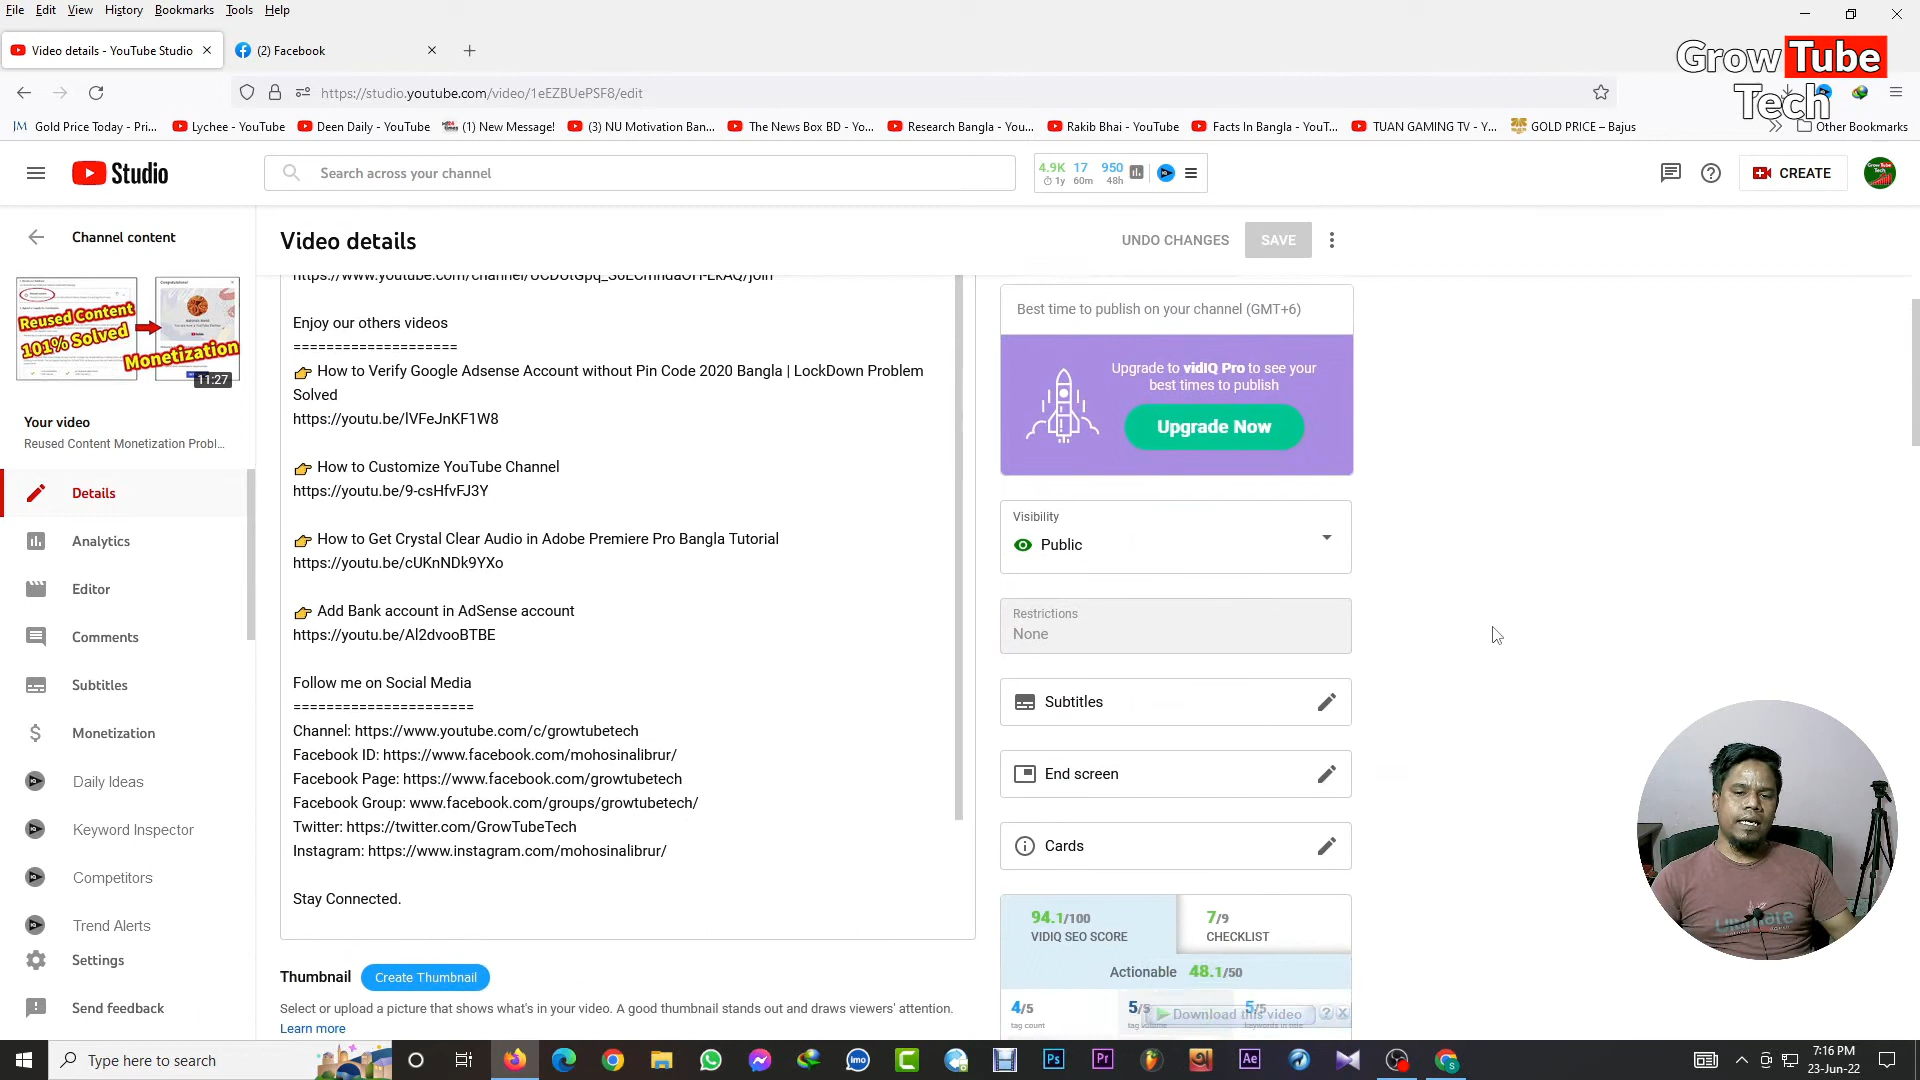 File Edit View History Bookmarks Tools Help
Video details - YouTube Studio
(2) Facebook
Grow Tube
Tech
https://studio.youtube.com/video/1eEZBUePSF8/edit
Gold Price Today - Pri...
Lychee - YouTube
Deen Daily - YouTube
(1) New Message!
(3) NU Motivation Ban...
The News Box BD - Yo...
Research Bangla - You...
Rakib Bhai - YouTube
Facts In Bangla - YouT...
TUAN GAMING TV - Y...
GOLD PRICE – Bajus
Other Bookmarks
Studio
Search across your channel
4.9K 17 950
1y 60m 48h
CREATE
Channel content
Video details
UNDO CHANGES
SAVE
Reused Content
101% Solved
Monetization
11:27
Your video
Reused Content Monetization Probl...
Details
Analytics
Editor
Comments
Subtitles
Monetization
Daily Ideas
Keyword Inspector
Competitors
Trend Alerts
Settings
Send feedback
Enjoy our others videos
====================
👉 How to Verify Google Adsense Account without Pin Code 2020 Bangla | LockDown Problem
Solved
https://youtu.be/lVFeJnKF1W8
👉 How to Customize YouTube Channel
https://youtu.be/9-csHfvFJ3Y
👉 How to Get Crystal Clear Audio in Adobe Premiere Pro Bangla Tutorial
https://youtu.be/cUKnNDk9YXo
👉 Add Bank account in AdSense account
https://youtu.be/Al2dvooBTBE
Follow me on Social Media
======================
Channel: https://www.youtube.com/c/growtubetech
Facebook ID: https://www.facebook.com/mohosinalibrur/
Facebook Page: https://www.facebook.com/growtubetech
Facebook Group: www.facebook.com/groups/growtubetech/
Twitter: https://twitter.com/GrowTubeTech
Instagram: https://www.instagram.com/mohosinalibrur/
Stay Connected.
Thumbnail
Create Thumbnail
Select or upload a picture that shows what's in your video. A good thumbnail stands out and draws viewers' attention.
Learn more
Best time to publish on your channel (GMT+6)
Upgrade to vidIQ Pro to see your
best times to publish
Upgrade Now
Visibility
Public
Restrictions
None
Subtitles
End screen
Cards
94.1/100
VIDIQ SEO SCORE
7/9
CHECKLIST
Actionable 48.1/50
4/5
tag count
5/5
5/5
Download this video
Type here to search
7:16 PM
23-Jun-22